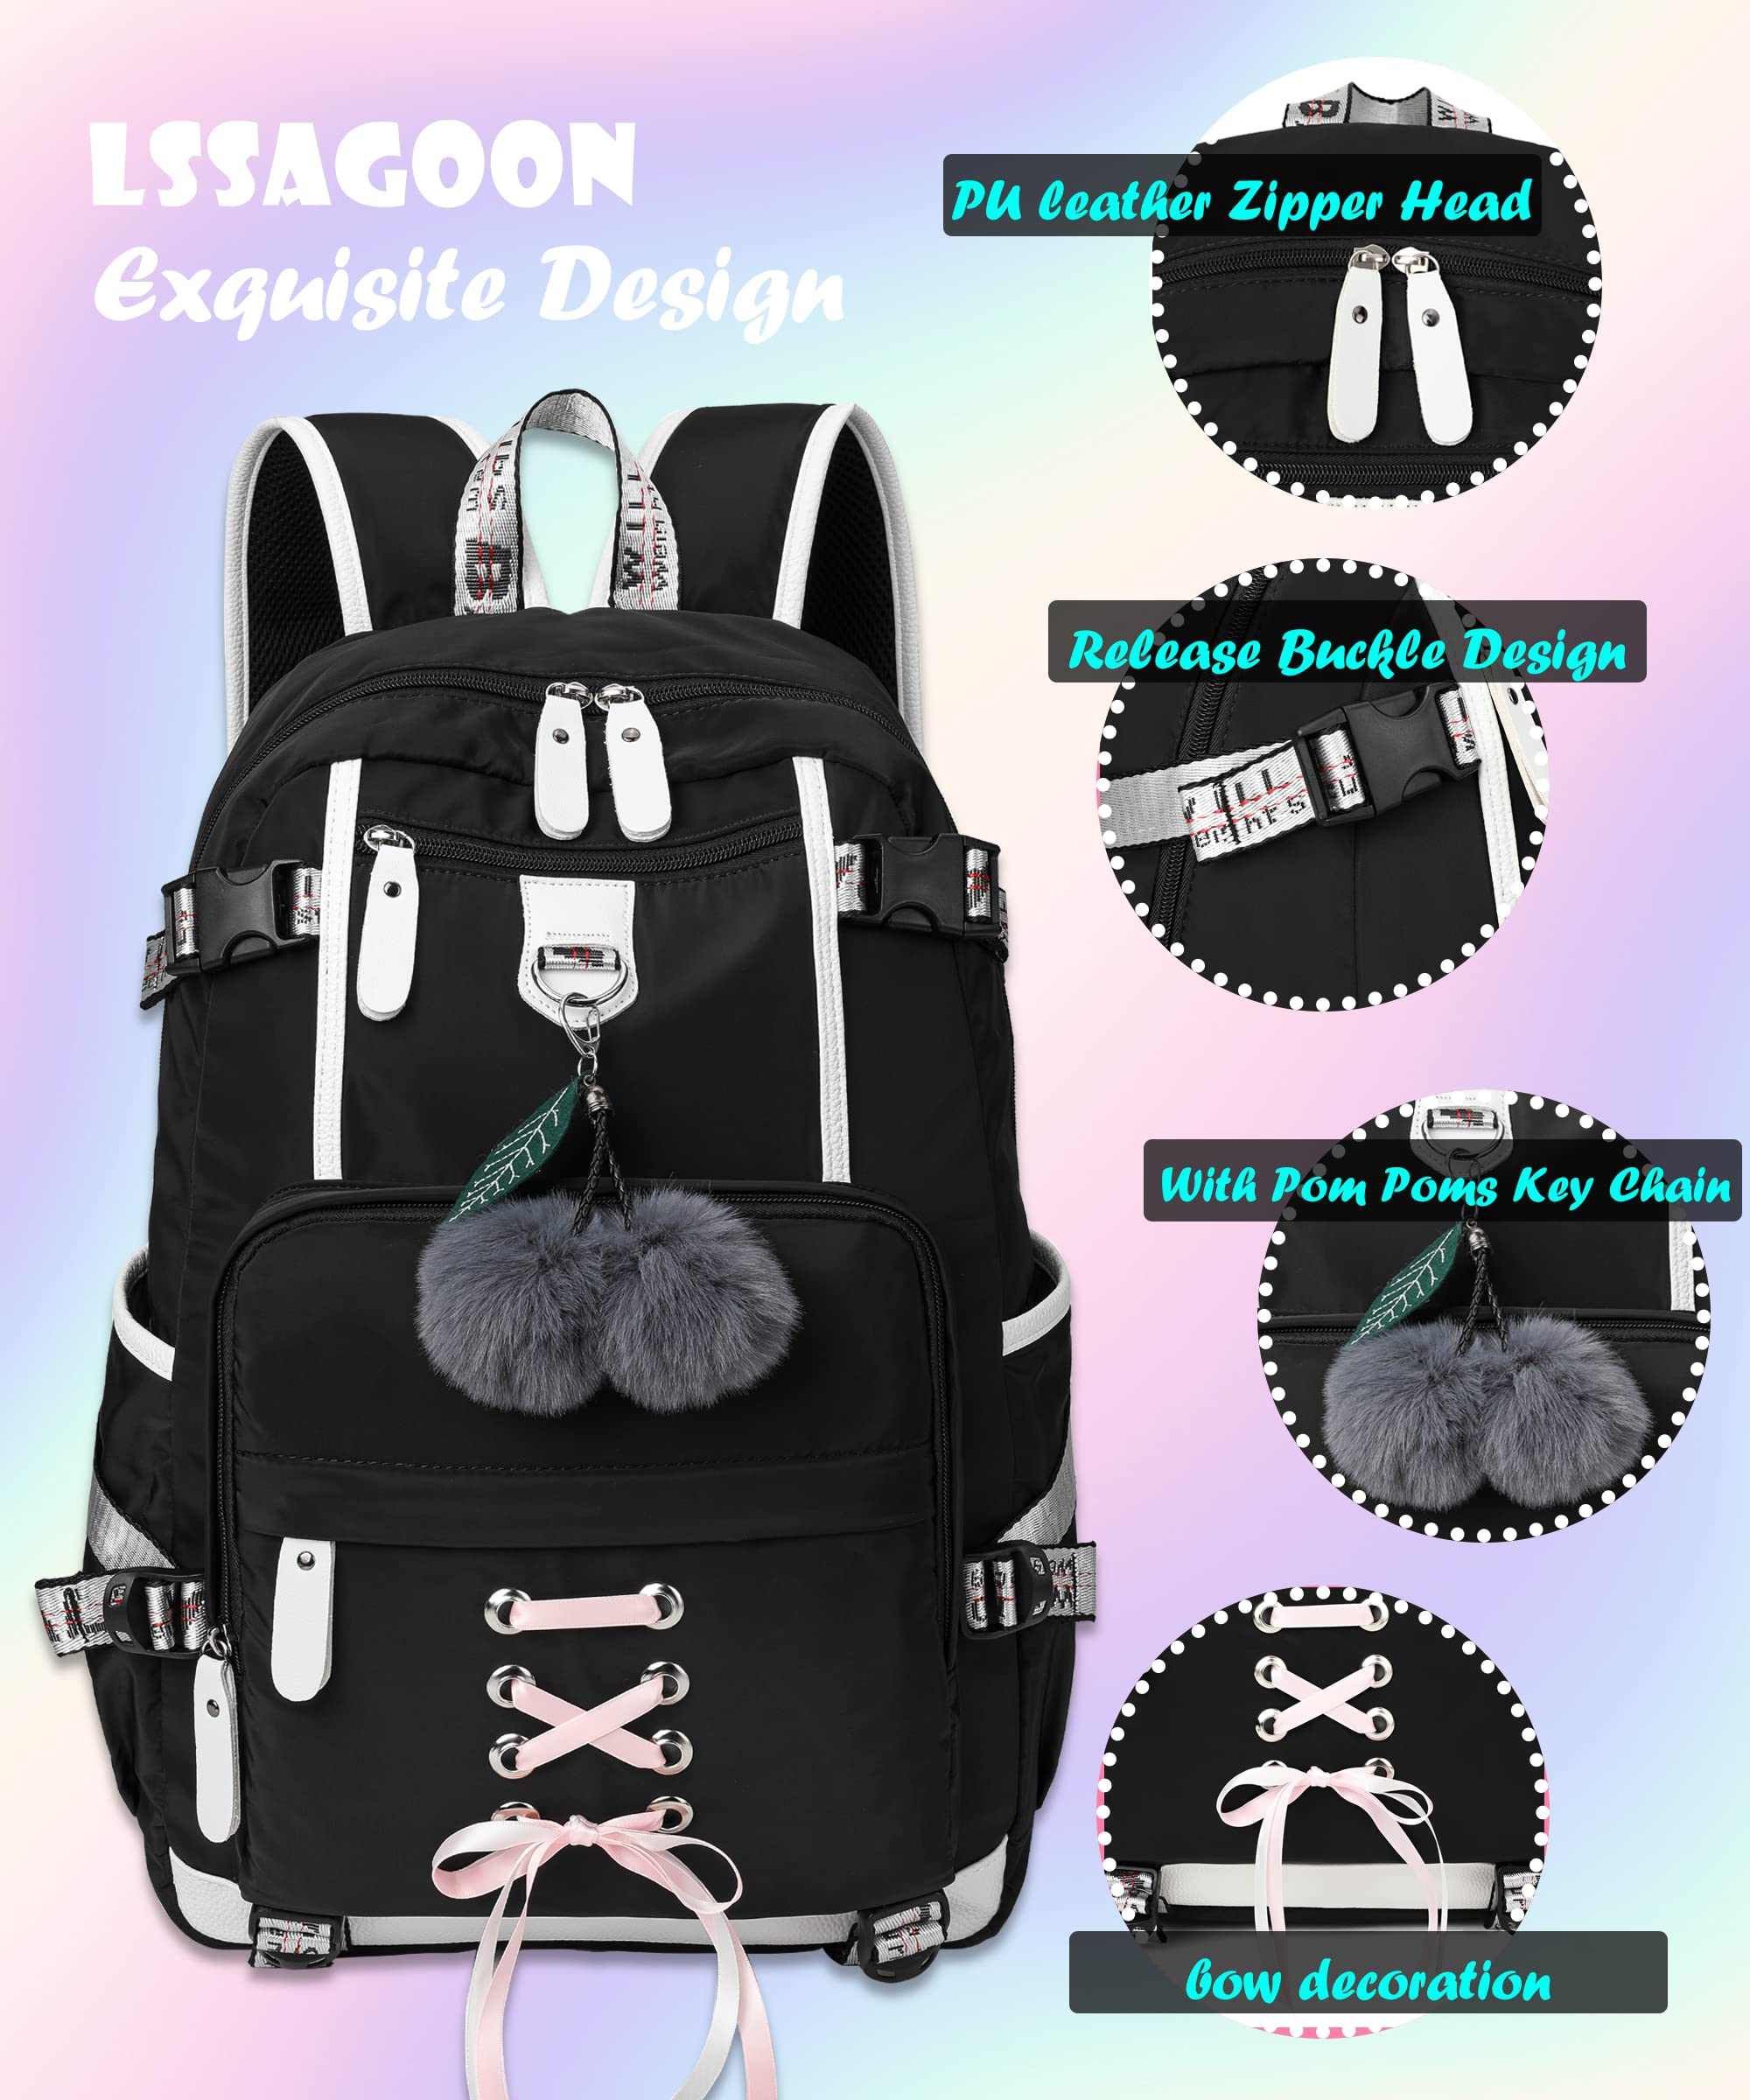 LSSAGOON
Exquisite Design
PU leather Zipper Head
Release Buckle Design
With Pom Poms Key Chain
bow decoration